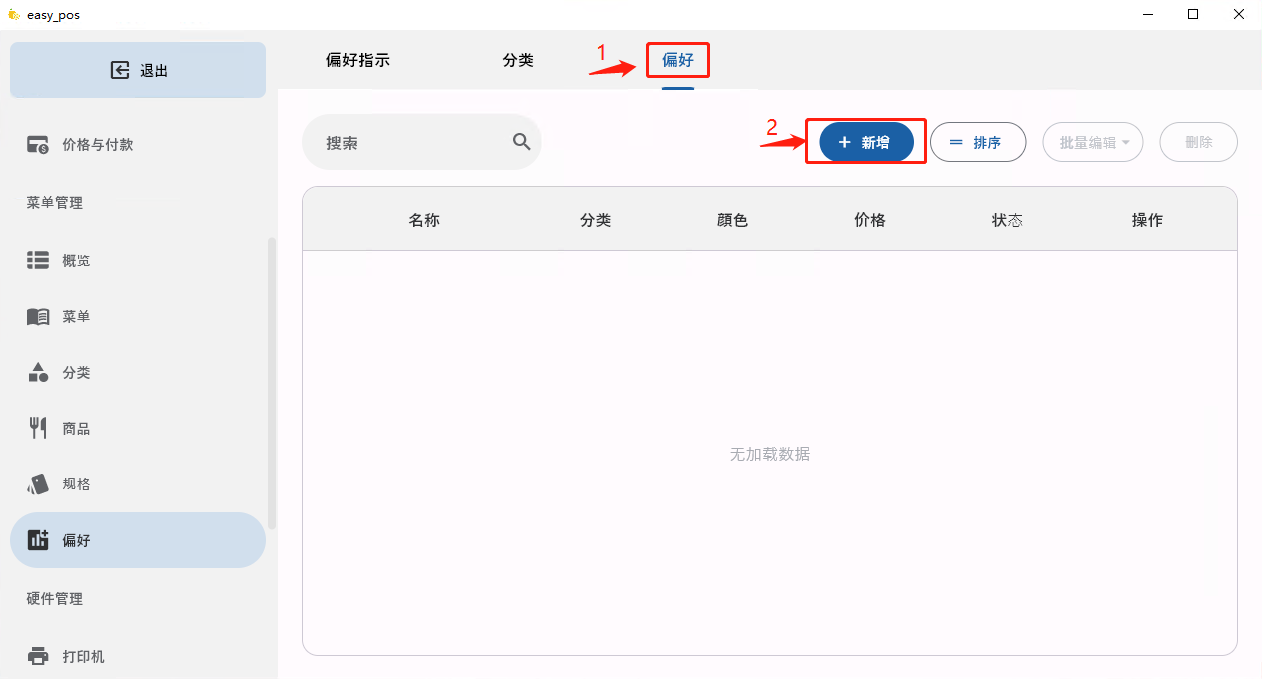 easy_pos
退出
偏好指示
分类
1
偏好
价格与付款
搜索
2
新增
排序
批量编辑
删除
菜单管理
名称
分类
顔色
价格
状态
操作
概览
菜单
分类
商品
无加载数据
规格
偏好
硬件管理
打印机